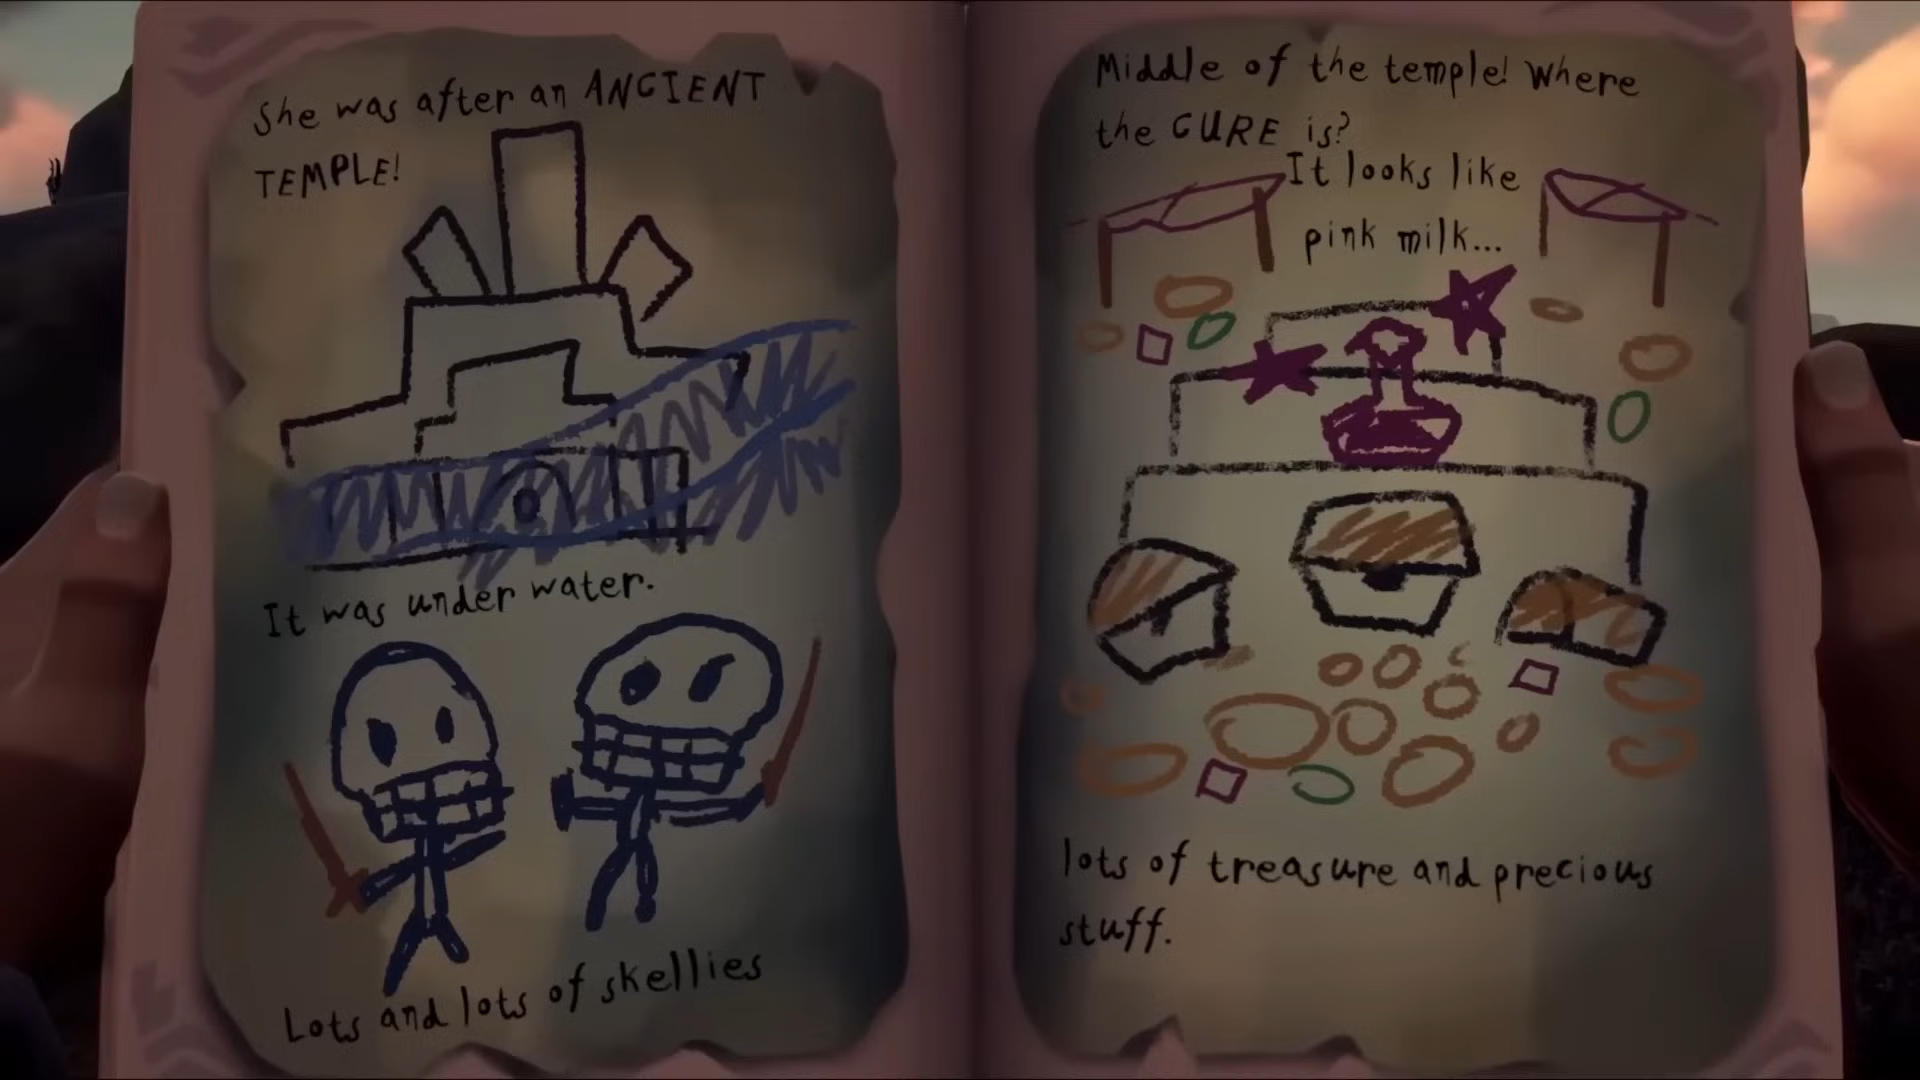 She was after an ANCIENT
TEMPLE!
It was under water.
Lots and lots of skellies
Middle of the temple! Where
the CURE is?
It looks like
pink milk...
lots of treasure and precious
stuff.